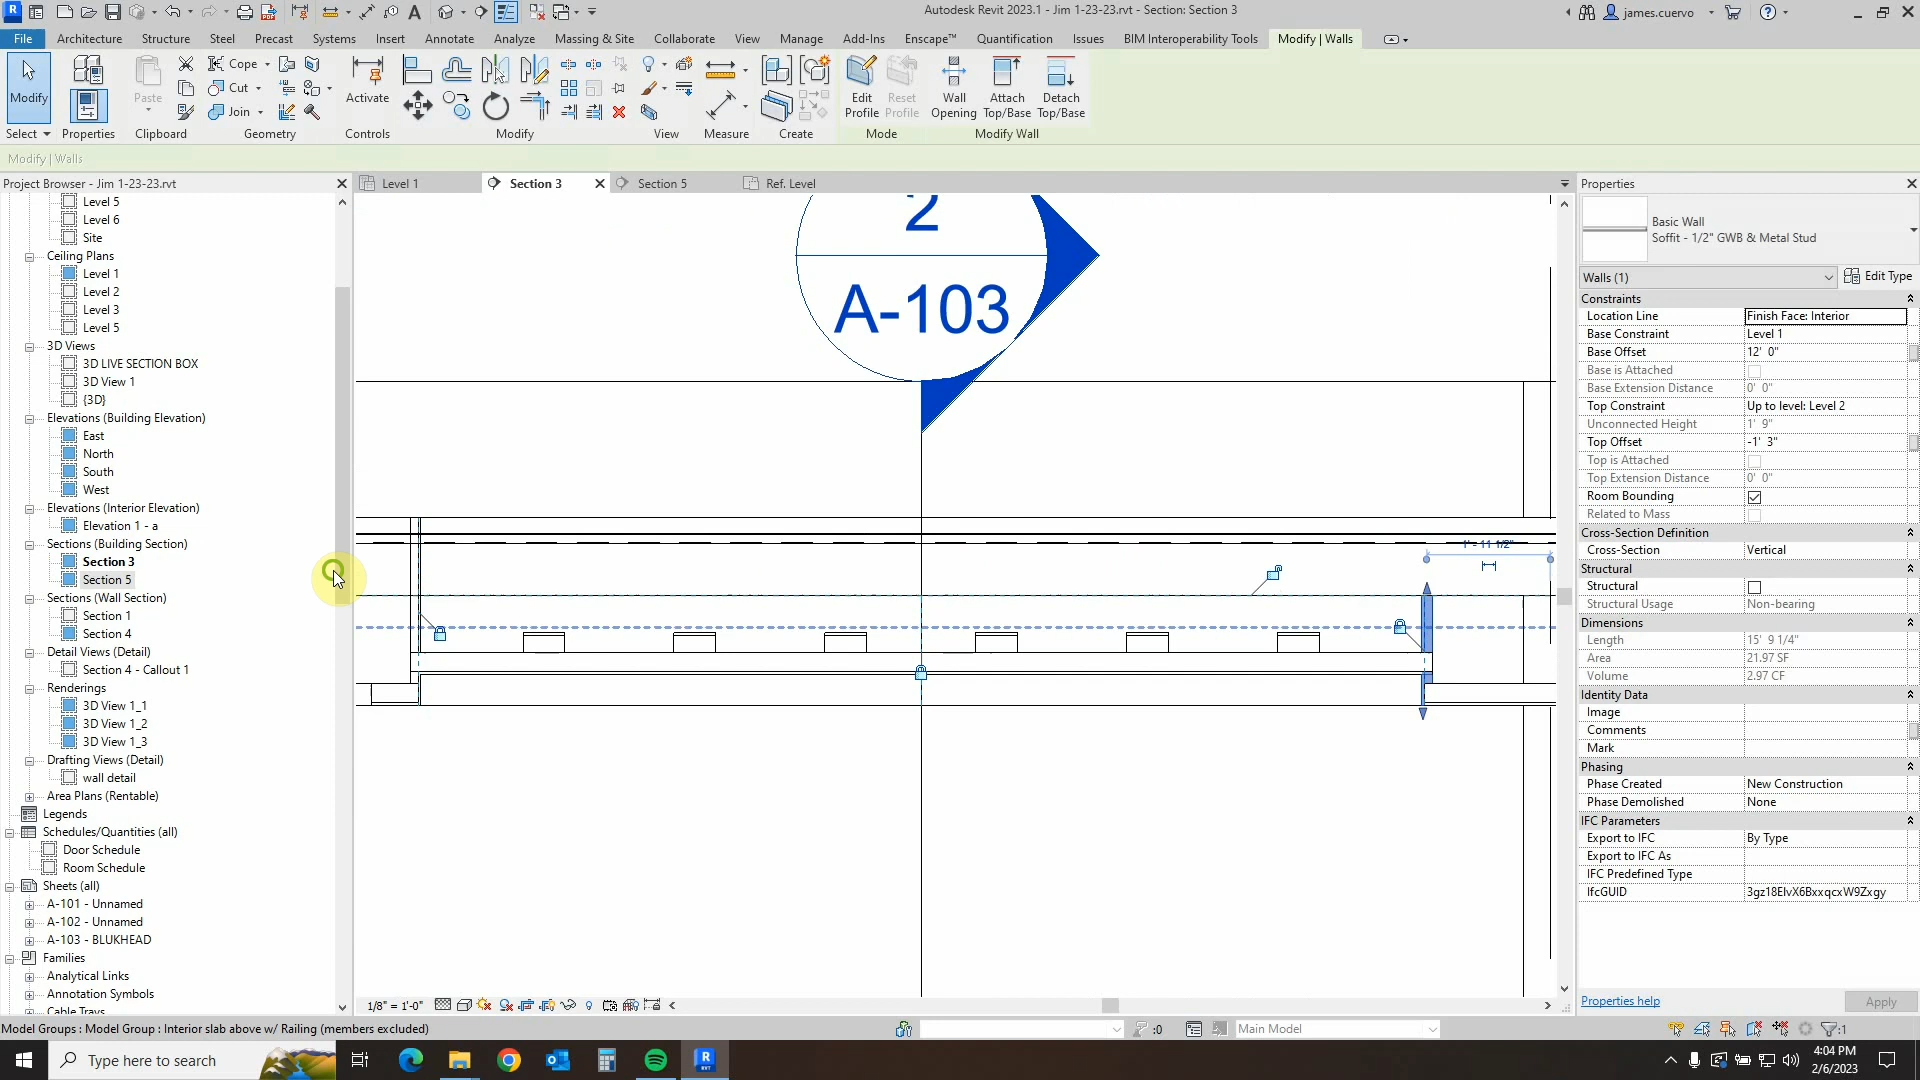 Autodesk Revit 2023.1 - Jim 1-23-23.rvt - Section: Section 3
james.cuervo
File Architecture Structure Steel Precast Systems Insert Annotate Analyze Massing & Site Collaborate View Manage Add-Ins Enscape™ Quantification Issues BIM Interoperability Tools Modify | Walls
Modify
Paste
Cope
Cut
Join
Activate
Edit Profile
Reset Profile
Wall Opening
Attach Top/Base
Detach Top/Base
Select Properties Clipboard Geometry Controls Modify View Measure Create Mode Modify Wall
Modify | Walls
Project Browser - Jim 1-23-23.rvt
Level 5
Level 6
Site
Ceiling Plans
Level 1
Level 2
Level 3
Level 5
3D Views
3D LIVE SECTION BOX
3D View 1
{3D}
Elevations (Building Elevation)
East
North
South
West
Elevations (Interior Elevation)
Elevation 1 - a
Sections (Building Section)
Section 3
Section 5
Sections (Wall Section)
Section 1
Section 4
Detail Views (Detail)
Section 4 - Callout 1
Renderings
3D View 1_1
3D View 1_2
3D View 1_3
Drafting Views (Detail)
wall detail
Area Plans (Rentable)
Legends
Schedules/Quantities (all)
Door Schedule
Room Schedule
Sheets (all)
A-101 - Unnamed
A-102 - Unnamed
A-103 - BLUKHEAD
Families
Analytical Links
Annotation Symbols
Cable Trays
Level 1 Section 3 Section 5 Ref. Level
2
A-103
1' - 11 1/2"
1/8" = 1'-0"
Properties
Basic Wall
Soffit - 1/2" GWB & Metal Stud
Walls (1) Edit Type
Constraints
Location Line Finish Face: Interior
Base Constraint Level 1
Base Offset 12' 0"
Base is Attached
Base Extension Distance 0' 0"
Top Constraint Up to level: Level 2
Unconnected Height 1' 9"
Top Offset -1' 3"
Top is Attached
Top Extension Distance 0' 0"
Room Bounding
Related to Mass
Cross-Section Definition
Cross-Section Vertical
Structural
Structural
Structural Usage Non-bearing
Dimensions
Length 15' 9 1/4"
Area 21.97 SF
Volume 2.97 CF
Identity Data
Image
Comments
Mark
Phasing
Phase Created New Construction
Phase Demolished None
IFC Parameters
Export to IFC By Type
Export to IFC As
IFC Predefined Type
IfcGUID 3gz18ElvX6BxxqcxW9Zxgy
Properties help Apply
Model Groups : Model Group : Interior slab above w/ Railing (members excluded)
:0
Main Model
:1
Type here to search
4:04 PM
2/6/2023